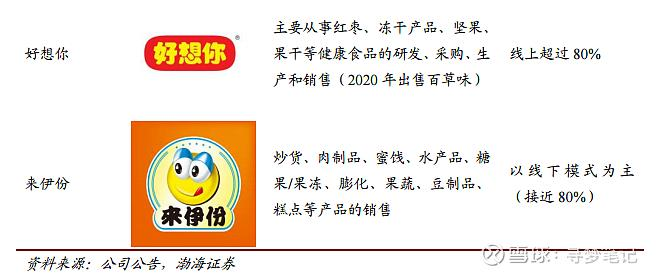 好想你
好想你®
主要从事红枣、冻干产品、坚果、
果干等健康食品的研发、采购、生
产和销售（2020 年出售百草味）
线上超过 80%
来伊份
來伊份
炒货、肉制品、蜜饯、水产品、糖
果/果冻、膨化、果蔬、豆制品、
糕点等产品的销售
以线下模式为主
（接近 80%）
资料来源：公司公告，渤海证券
雪球：寻梦笔记